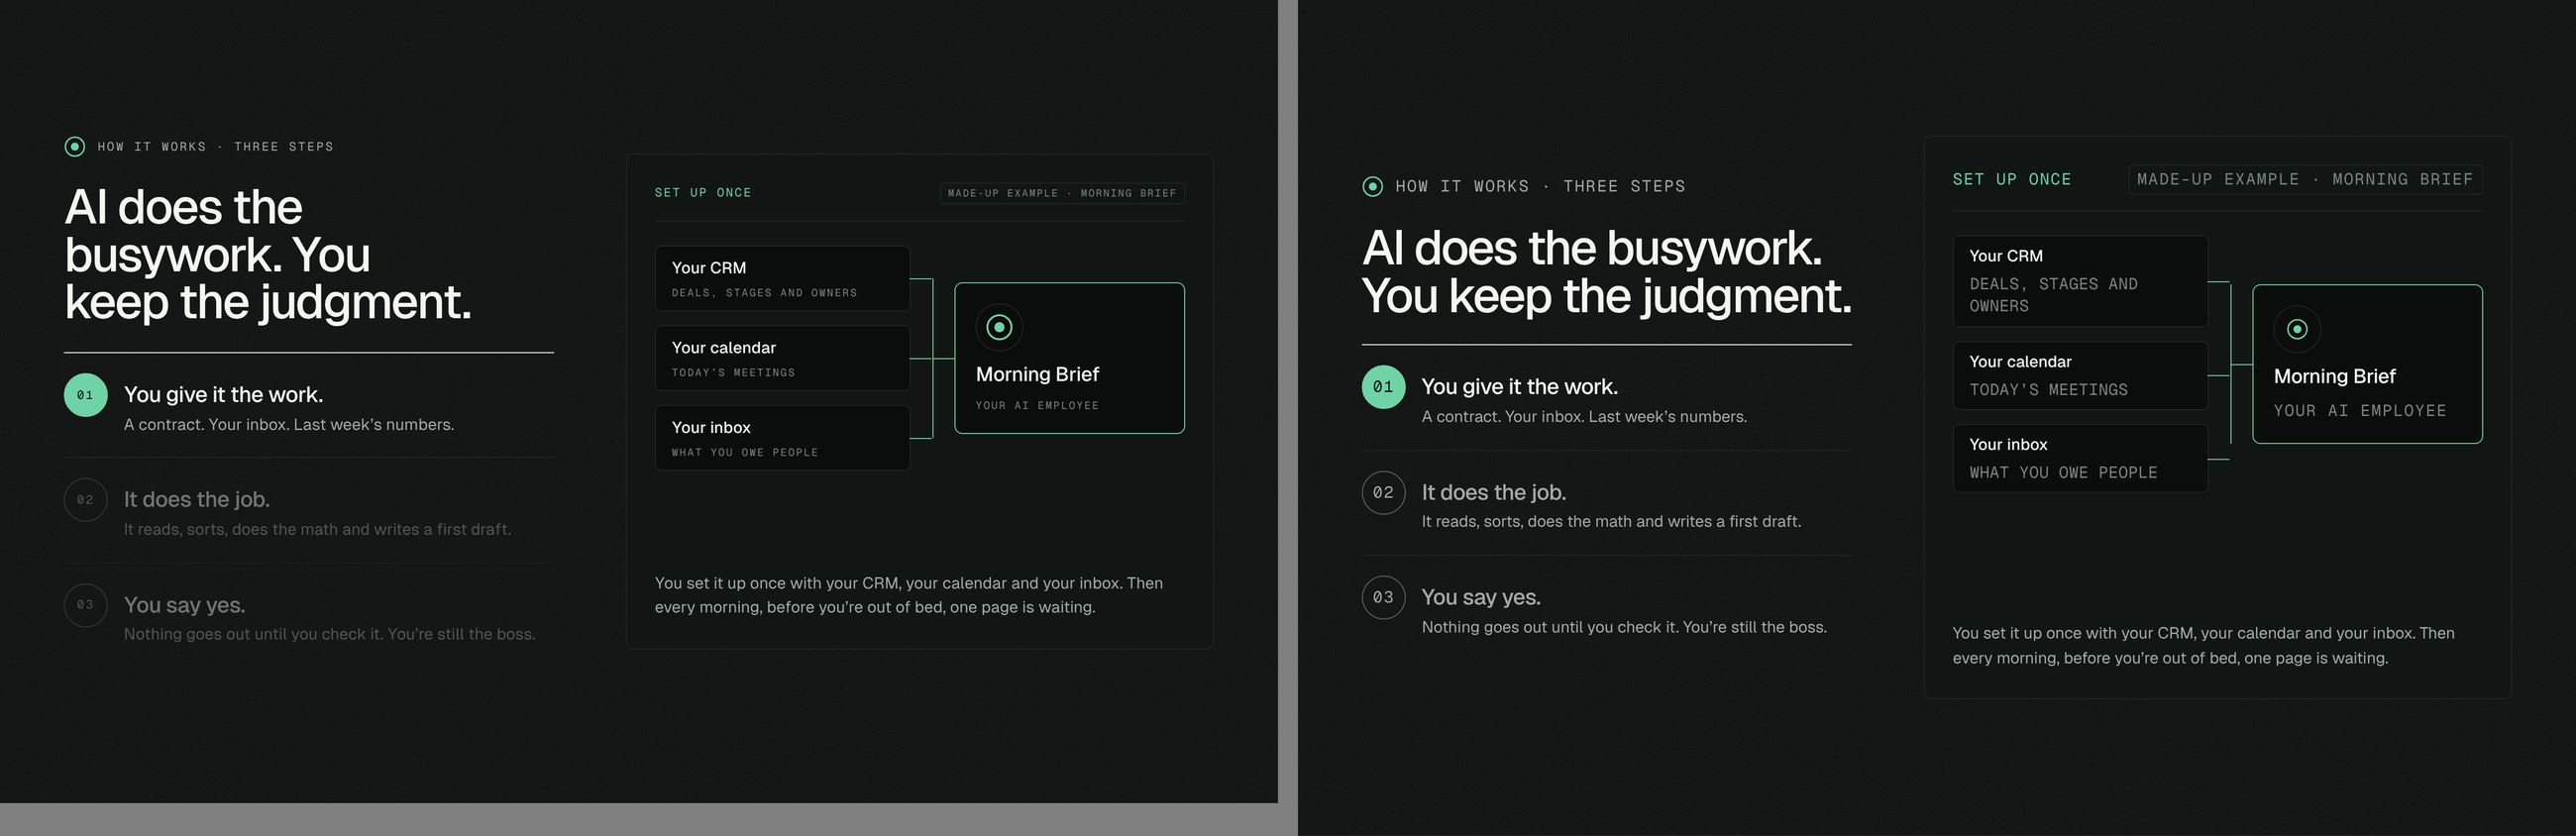 HOW IT WORKS · THREE STEPS
AI does the
busywork. You
keep the judgment.
01
You give it the work.
A contract. Your inbox. Last week’s numbers.
02
It does the job.
It reads, sorts, does the math and writes a first draft.
03
You say yes.
Nothing goes out until you check it. You’re still the boss.
SET UP ONCE
MADE-UP EXAMPLE · MORNING BRIEF
Your CRM
DEALS, STAGES AND OWNERS
Your calendar
TODAY’S MEETINGS
Your inbox
WHAT YOU OWE PEOPLE
Morning Brief
YOUR AI EMPLOYEE
You set it up once with your CRM, your calendar and your inbox. Then
every morning, before you’re out of bed, one page is waiting.
HOW IT WORKS · THREE STEPS
AI does the busywork.
You keep the judgment.
01
You give it the work.
A contract. Your inbox. Last week’s numbers.
02
It does the job.
It reads, sorts, does the math and writes a first draft.
03
You say yes.
Nothing goes out until you check it. You’re still the boss.
SET UP ONCE
MADE-UP EXAMPLE · MORNING BRIEF
Your CRM
DEALS, STAGES AND
OWNERS
Your calendar
TODAY’S MEETINGS
Your inbox
WHAT YOU OWE PEOPLE
Morning Brief
YOUR AI EMPLOYEE
You set it up once with your CRM, your calendar and your inbox. Then
every morning, before you’re out of bed, one page is waiting.